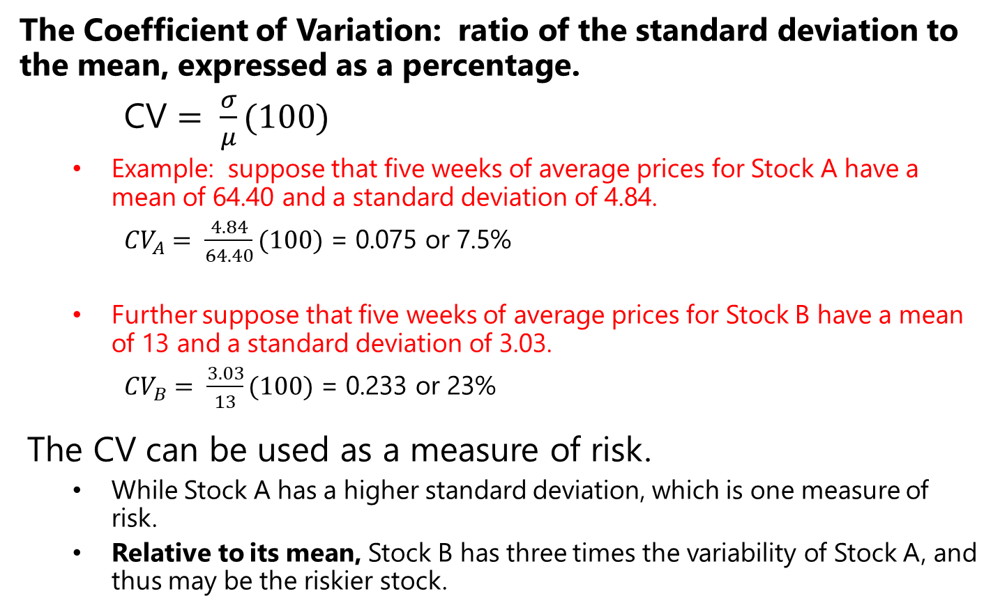 The Coefficient of Variation:  ratio of the standard deviation to
the mean, expressed as a percentage.
CV = σ/μ (100)
• Example:  suppose that five weeks of average prices for Stock A have a
mean of 64.40 and a standard deviation of 4.84.
CV_A = 4.84/64.40 (100) = 0.075 or 7.5%
• Further suppose that five weeks of average prices for Stock B have a mean
of 13 and a standard deviation of 3.03.
CV_B = 3.03/13 (100) = 0.233 or 23%
The CV can be used as a measure of risk.
• While Stock A has a higher standard deviation, which is one measure of
risk.
• Relative to its mean, Stock B has three times the variability of Stock A, and
thus may be the riskier stock.